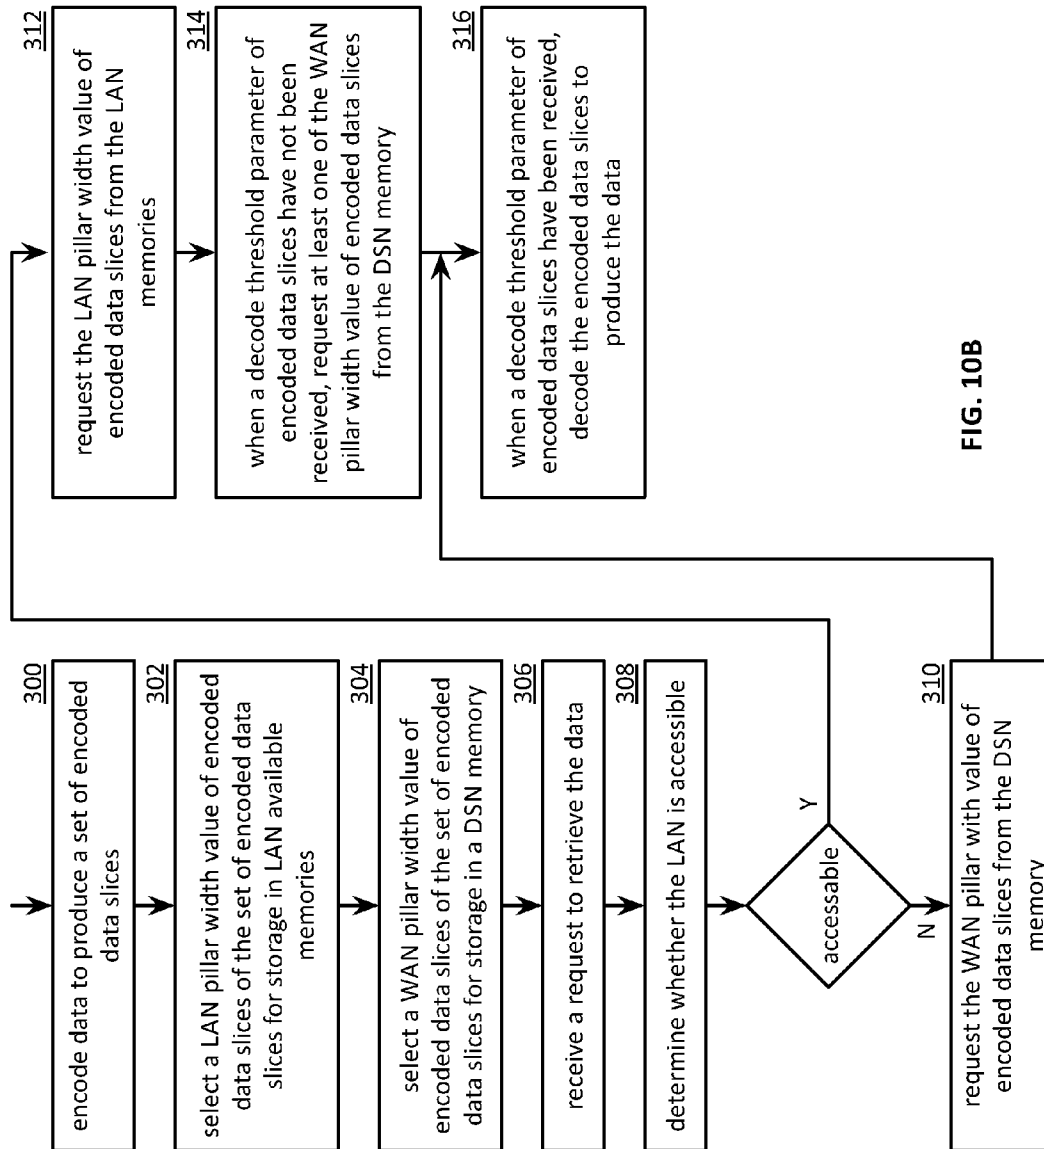 300
encode data to produce a set of encoded
data slices
302
select a LAN pillar width value of encoded
data slices of the set of encoded data
slices for storage in LAN available
memories
304
select a WAN pillar width value of
encoded data slices of the set of encoded
data slices for storage in a DSN memory
306
receive a request to retrieve the data
308
determine whether the LAN is accessible
accessable
Y
N
310
request the WAN pillar with value of
encoded data slices from the DSN
memory
312
request the LAN pillar width value of
encoded data slices from the LAN
memories
314
when a decode threshold parameter of
encoded data slices have not been
received, request at least one of the WAN
pillar width value of encoded data slices
from the DSN memory
316
when a decode threshold parameter of
encoded data slices have been received,
decode the encoded data slices to
produce the data
FIG. 10B